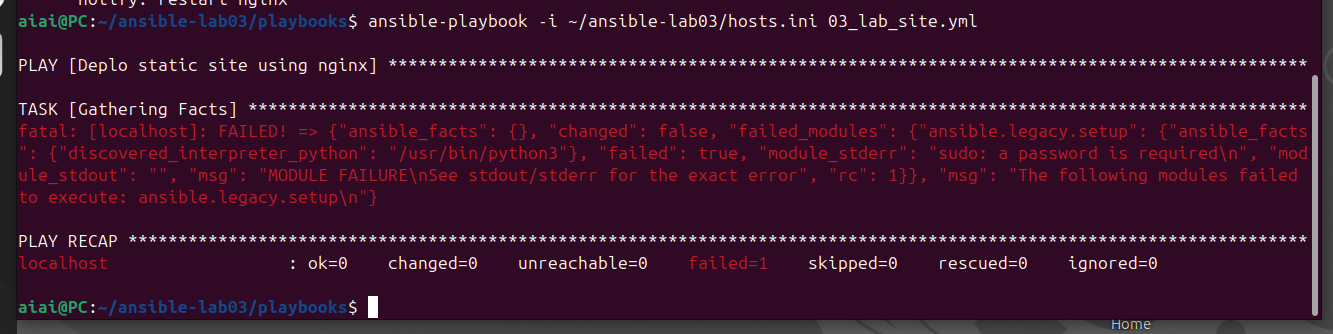 notify: restart nginx
aiai@PC:~/ansible-lab03/playbooks$ ansible-playbook -i ~/ansible-lab03/hosts.ini 03_lab_site.yml
PLAY [Deplo static site using nginx] ********************************************************************************************
TASK [Gathering Facts] **********************************************************************************************************
fatal: [localhost]: FAILED! => {"ansible_facts": {}, "changed": false, "failed_modules": {"ansible.legacy.setup": {"ansible_facts
": {"discovered_interpreter_python": "/usr/bin/python3"}, "failed": true, "module_stderr": "sudo: a password is required\n", "mod
ule_stdout": "", "msg": "MODULE FAILURE\nSee stdout/stderr for the exact error", "rc": 1}}, "msg": "The following modules failed
to execute: ansible.legacy.setup\n"}
PLAY RECAP **********************************************************************************************************************
localhost                  : ok=0    changed=0    unreachable=0    failed=1    skipped=0    rescued=0    ignored=0
aiai@PC:~/ansible-lab03/playbooks$
Home